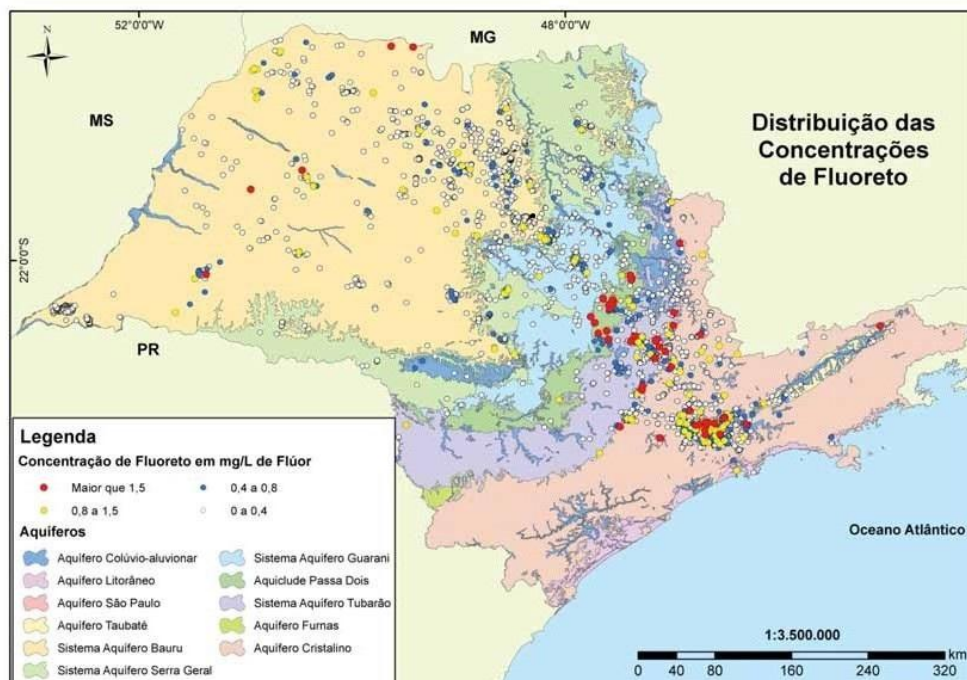 52°0'0"W
48°0'0"W
MG
MS
Distribuição das
Concentrações
de Fluoreto
22°0'0"S
PR
Legenda
Concentração de Fluoreto em mg/L de Flúor
Maior que 1,5
0,4 a 0,8
0,8 a 1,5
0 a 0,4
Aquíferos
Aquífero Colúvio-aluvionar
Sistema Aquífero Guarani
Aquífero Litorâneo
Aquiclude Passa Dois
Aquífero São Paulo
Sistema Aquífero Tubarão
Aquífero Taubaté
Aquífero Furnas
Sistema Aquífero Bauru
Aquífero Cristalino
Sistema Aquífero Serra Geral
Oceano Atlântico
1:3.500.000
km
0 40 80 160 240 320